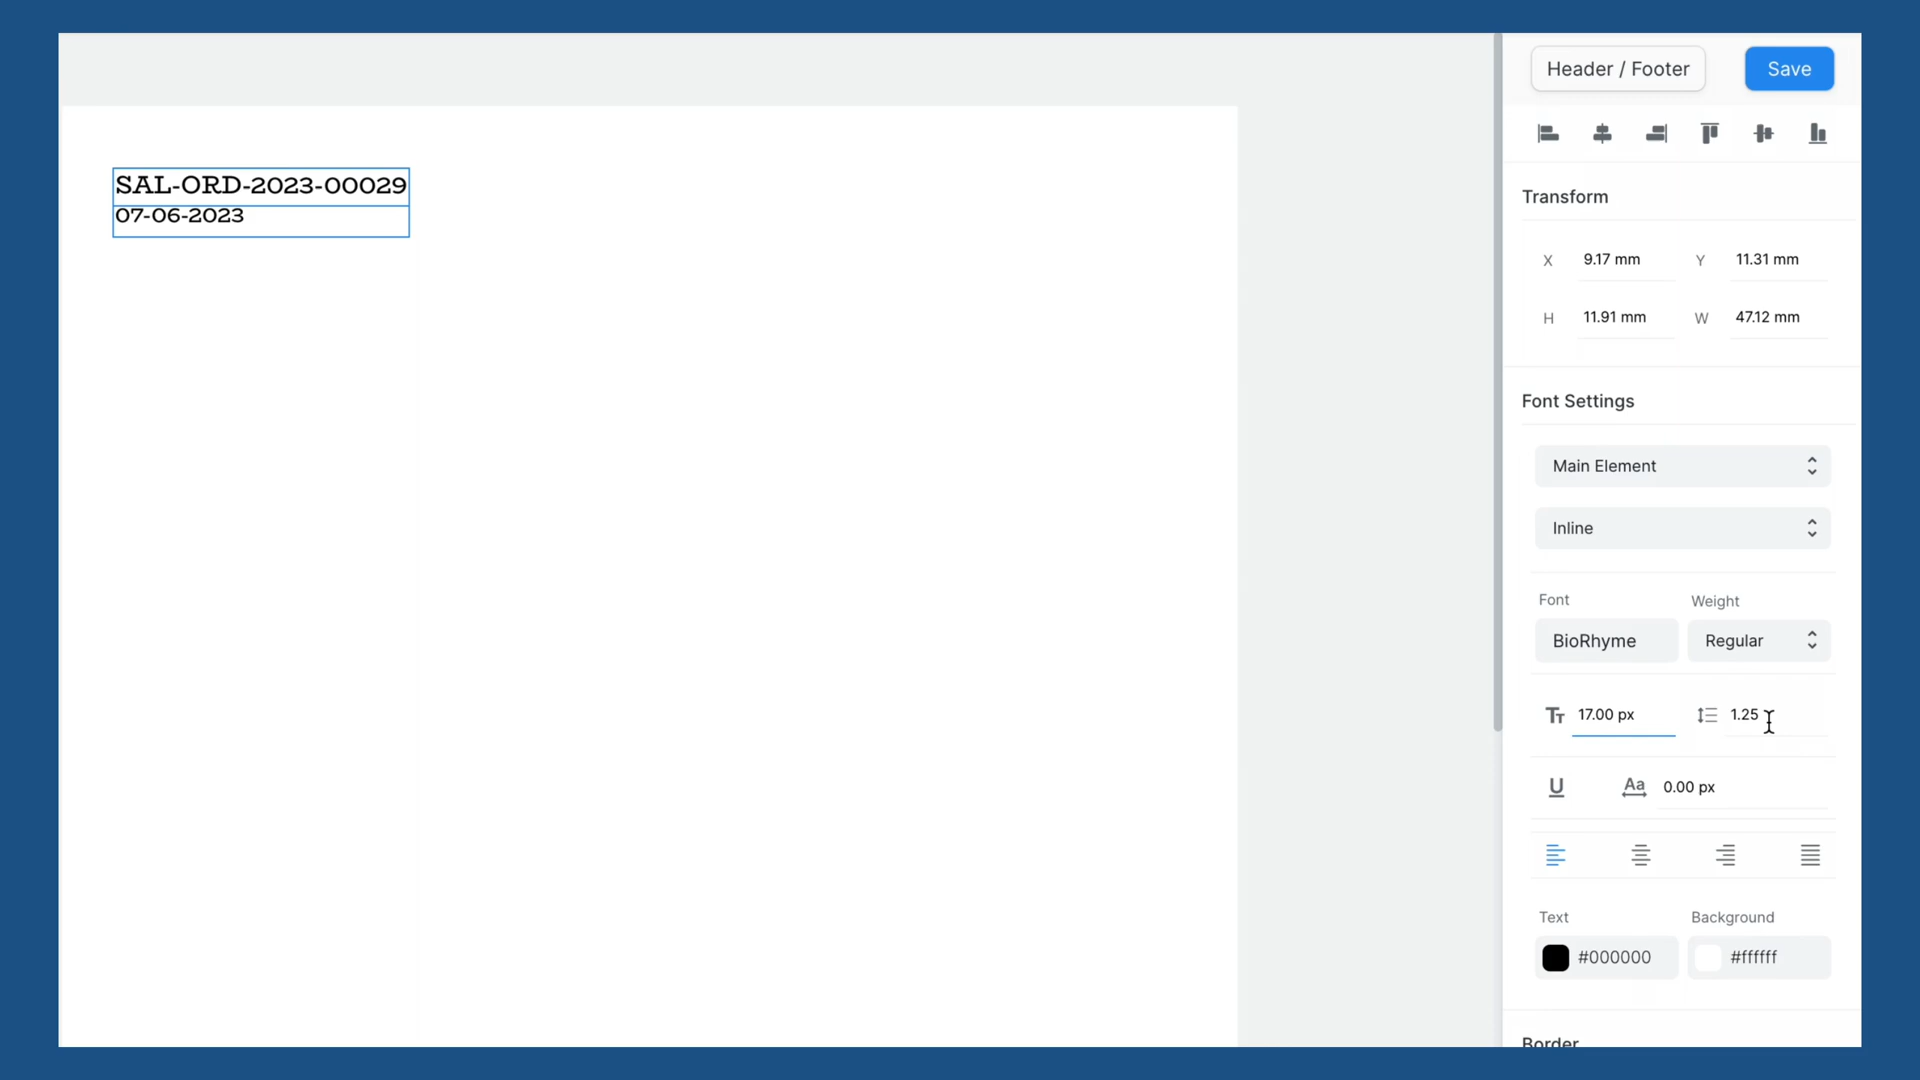 Header / Footer Save
SAL-ORD-2023-00029
07-06-2023
Transform
X 9.17 mm Y 11.31 mm
H 11.91 mm W 47.12 mm
Font Settings
Main Element
Inline
Font Weight
BioRhyme Regular
TT 17.00 px 1.25
U Aa 0.00 px
Text Background
#000000 #ffffff
Border